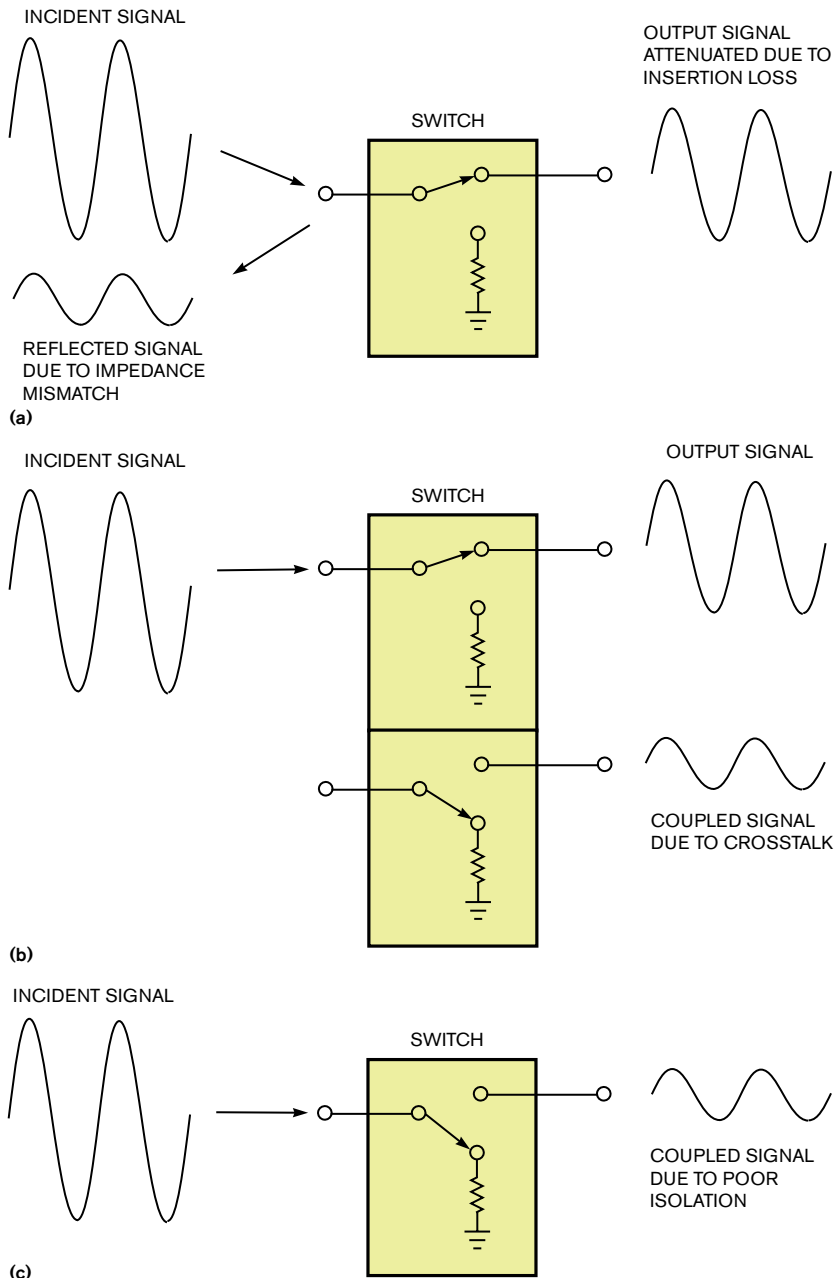 INCIDENT SIGNAL
OUTPUT SIGNAL
ATTENUATED DUE TO
INSERTION LOSS
SWITCH
REFLECTED SIGNAL
DUE TO IMPEDANCE
MISMATCH
(a)
INCIDENT SIGNAL
OUTPUT SIGNAL
SWITCH
COUPLED SIGNAL
DUE TO CROSSTALK
(b)
INCIDENT SIGNAL
SWITCH
COUPLED SIGNAL
DUE TO POOR
ISOLATION
(c)